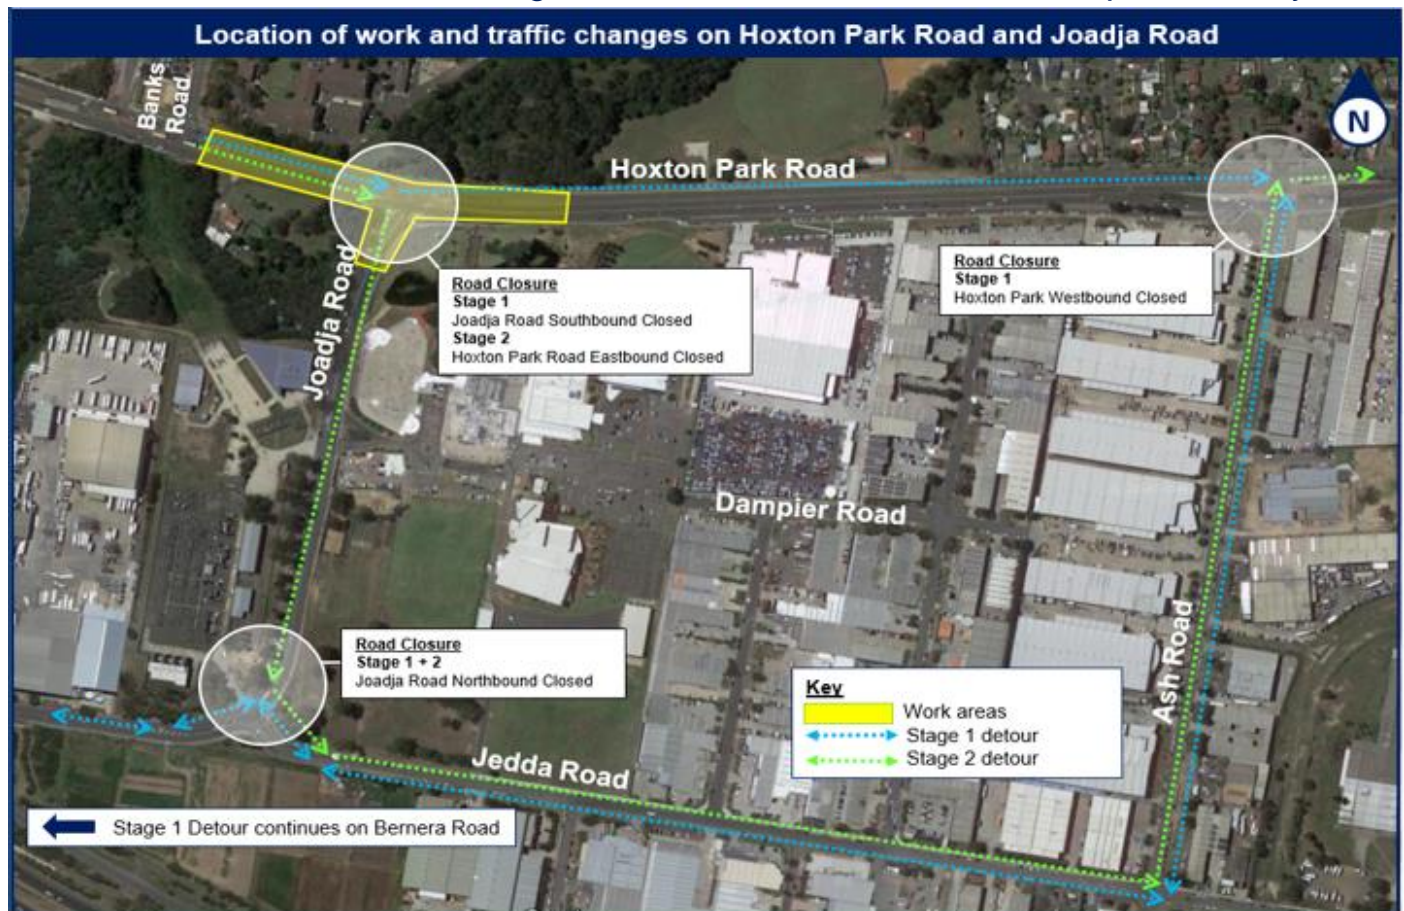 Location of work and traffic changes on Hoxton Park Road and Joadja Road
Banks
Road
N
Hoxton Park Road
Joadja Road
Road Closure
Stage 1
Joadja Road Southbound Closed
Stage 2
Hoxton Park Road Eastbound Closed
Road Closure
Stage 1
Hoxton Park Westbound Closed
Dampier Road
Road Closure
Stage 1 + 2
Joadja Road Northbound Closed
Ash Road
Key
Work areas
Stage 1 detour
Stage 2 detour
Jedda Road
Stage 1 Detour continues on Bernera Road